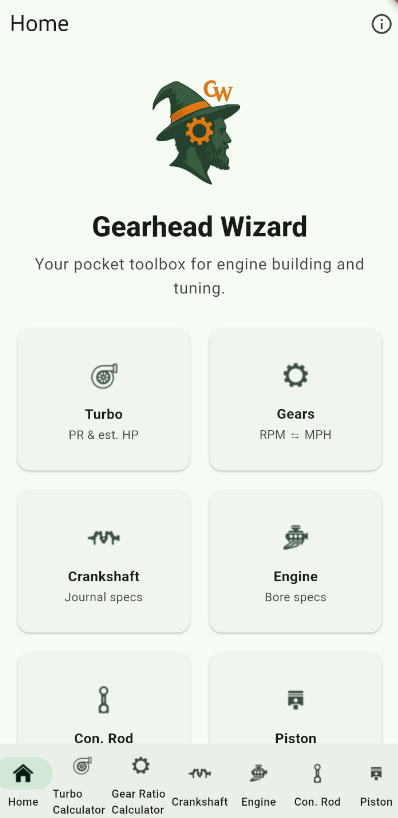 Home
GW
Gearhead Wizard
Your pocket toolbox for engine building and
tuning.
Turbo
PR & est. HP
Gears
RPM ⇆ MPH
Crankshaft
Journal specs
Engine
Bore specs
Con. Rod
Piston
Home
Turbo
Calculator
Gear Ratio
Calculator
Crankshaft
Engine
Con. Rod
Piston